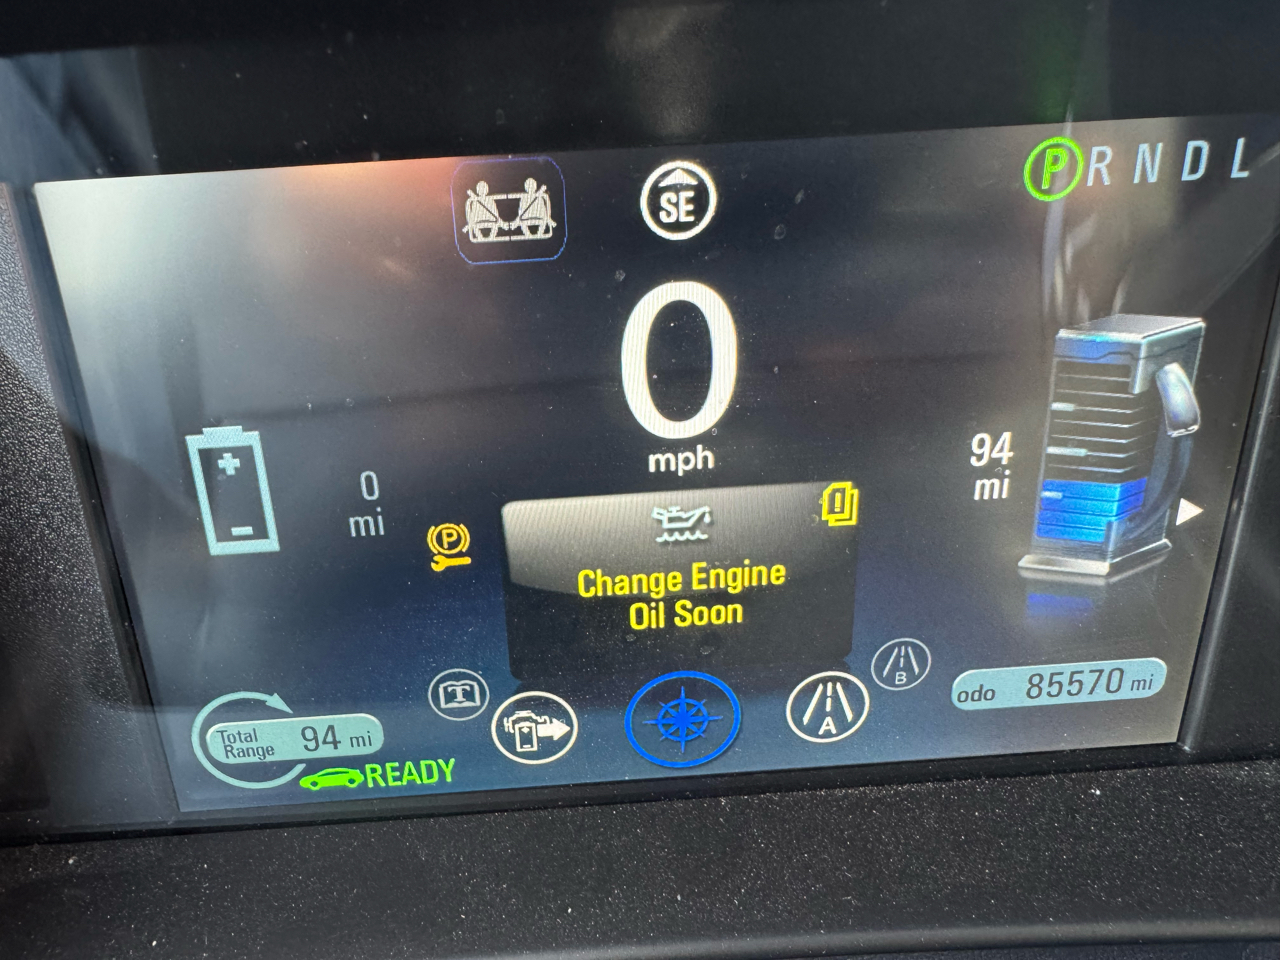 P R N D L
SE
0
mph
0
mi
94
mi
P
Change Engine
Oil Soon
B
A
odo 85570 mi
Total
Range
94 mi
READY